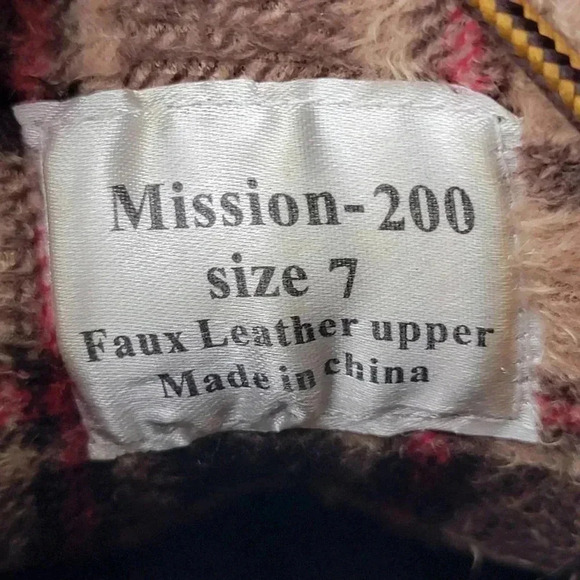 Mission-200
size 7
Faux Leather upper
Made in china